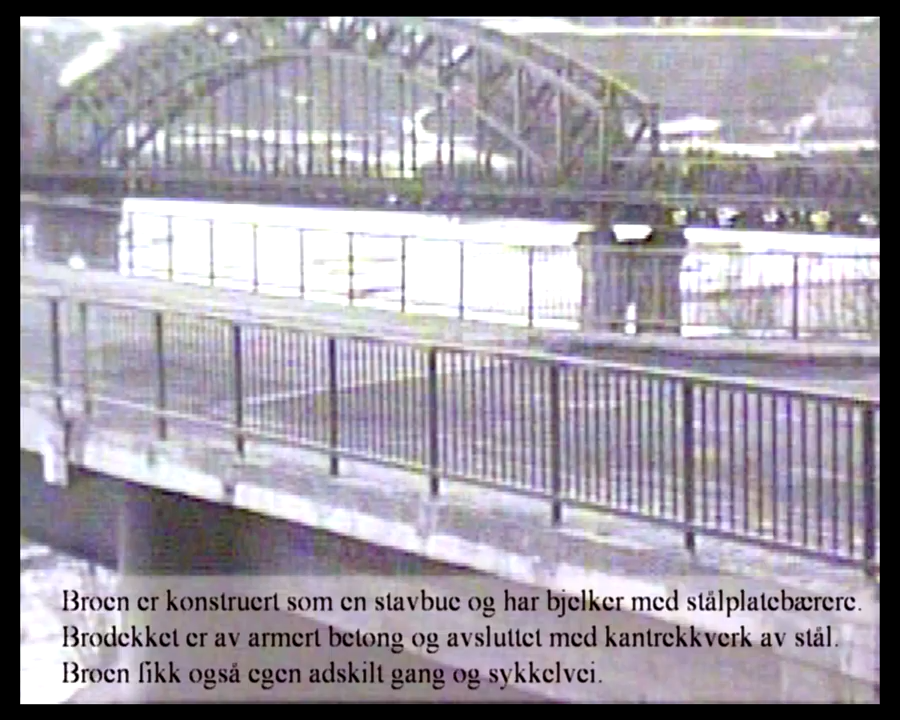 Broen er konstruert som en stavbue og har bjelker med stålplatebærere.
Brodekket er av armert betong og avsluttet med kantrekkverk av stål.
Broen fikk også egen adskilt gang og sykkelvei.